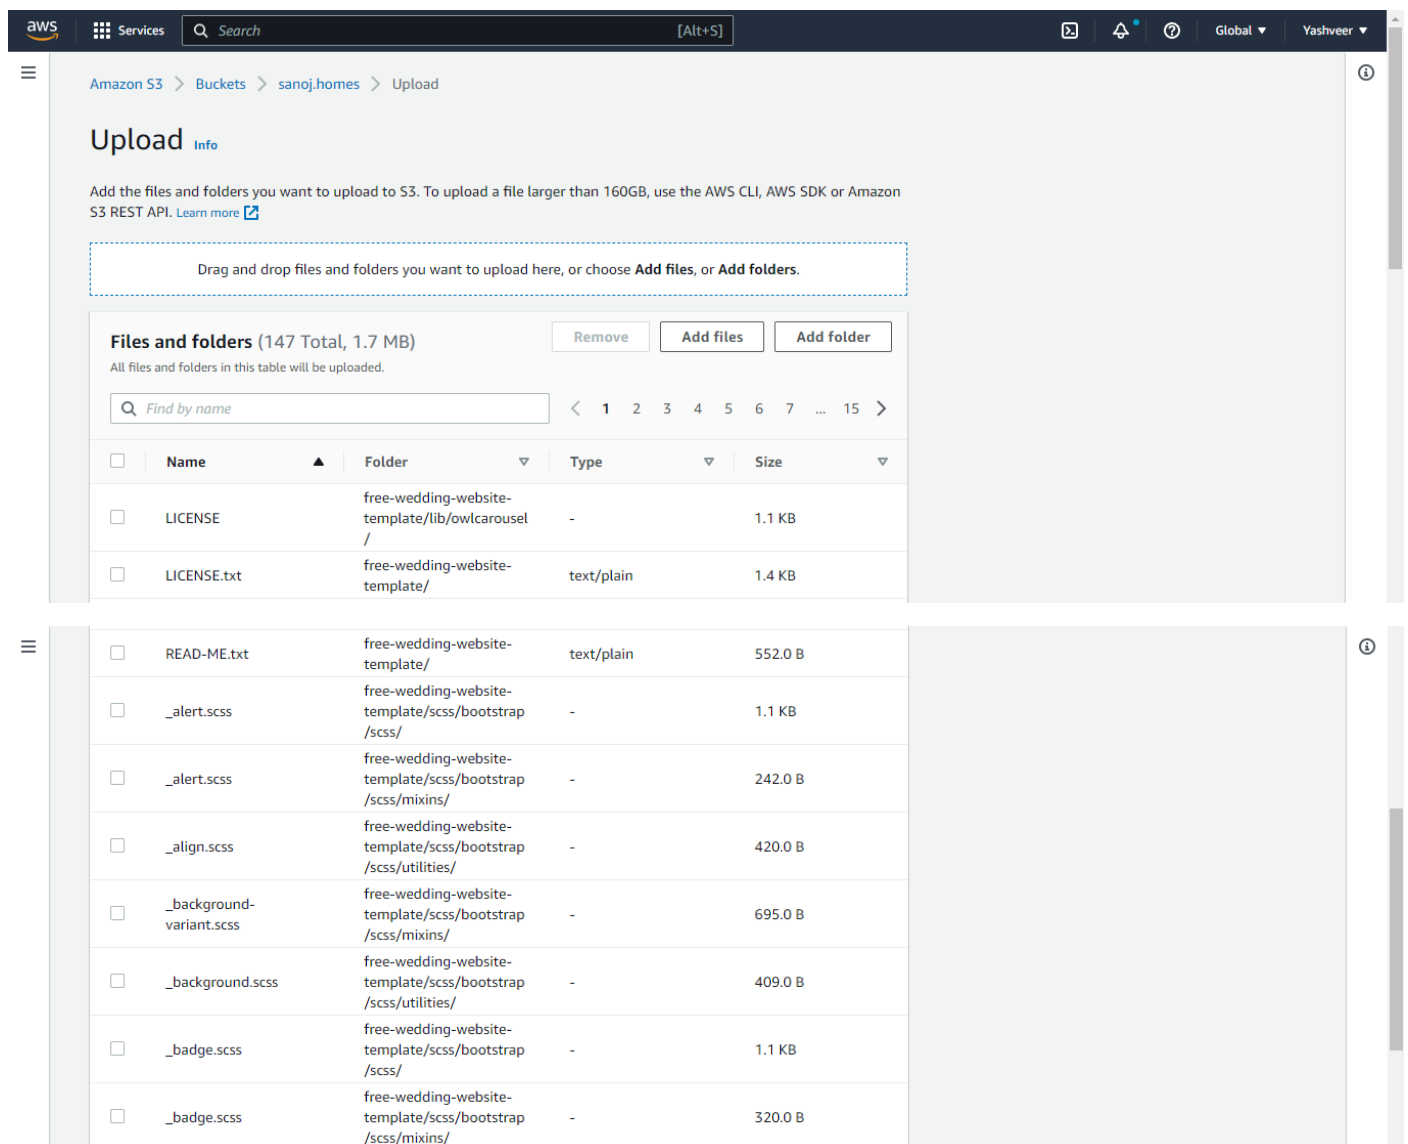 aws
Services
Search
[Alt+S]
Global ▼
Yashveer ▼
Amazon S3 > Buckets > sanoj.homes > Upload
Upload Info
Add the files and folders you want to upload to S3. To upload a file larger than 160GB, use the AWS CLI, AWS SDK or Amazon
S3 REST API. Learn more
Drag and drop files and folders you want to upload here, or choose Add files, or Add folders.
Files and folders (147 Total, 1.7 MB)
Remove
Add files
Add folder
All files and folders in this table will be uploaded.
Find by name
< 1 2 3 4 5 6 7 ... 15 >
Name Folder Type Size
free-wedding-website-
LICENSE template/lib/owlcarousel - 1.1 KB
/
free-wedding-website-
LICENSE.txt text/plain 1.4 KB
template/
free-wedding-website-
READ-ME.txt text/plain 552.0 B
template/
free-wedding-website-
_alert.scss template/scss/bootstrap - 1.1 KB
/scss/
free-wedding-website-
_alert.scss template/scss/bootstrap - 242.0 B
/scss/mixins/
free-wedding-website-
_align.scss template/scss/bootstrap - 420.0 B
/scss/utilities/
free-wedding-website-
_background- template/scss/bootstrap - 695.0 B
variant.scss /scss/mixins/
free-wedding-website-
_background.scss template/scss/bootstrap - 409.0 B
/scss/utilities/
free-wedding-website-
_badge.scss template/scss/bootstrap - 1.1 KB
/scss/
free-wedding-website-
_badge.scss template/scss/bootstrap - 320.0 B
/scss/mixins/